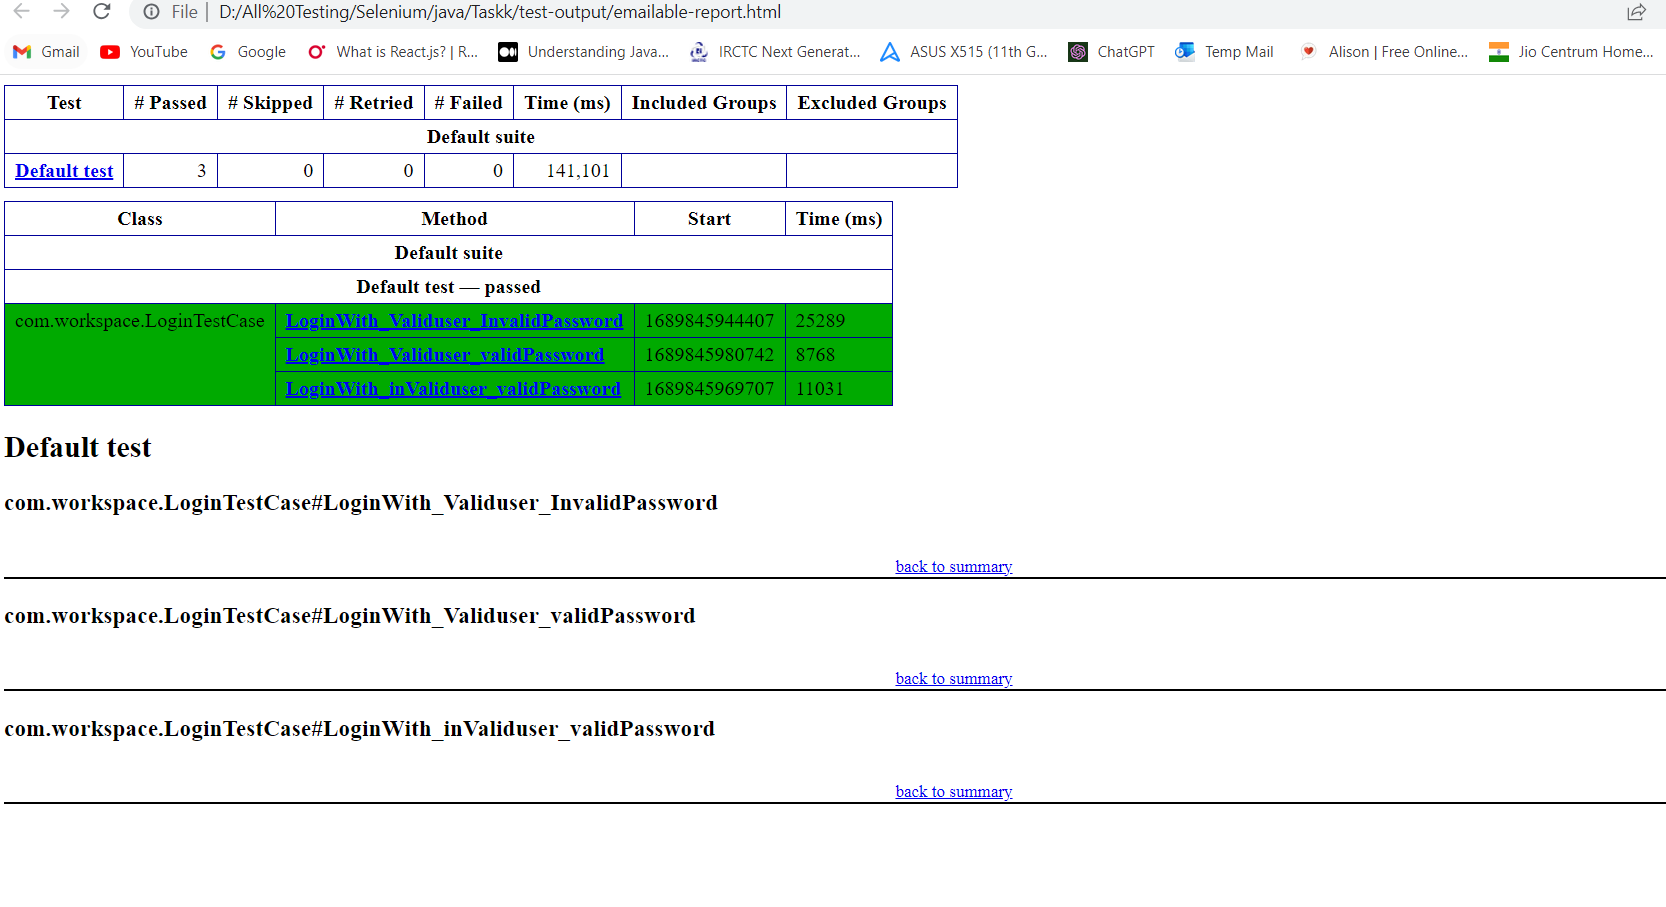 File | D:/All%20Testing/Selenium/java/Taskk/test-output/emailable-report.html
Gmail YouTube Google What is React.js? | R... Understanding Java... IRCTC Next Generat... ASUS X515 (11th G... ChatGPT Temp Mail Alison | Free Online... Jio Centrum Home...
Test # Passed # Skipped # Retried # Failed Time (ms) Included Groups Excluded Groups
Default suite
Default test 3 0 0 0 141,101
Class Method Start Time (ms)
Default suite
Default test — passed
com.workspace.LoginTestCase LoginWith_Validuser_InvalidPassword 1689845944407 25289
LoginWith_Validuser_validPassword 1689845980742 8768
LoginWith_inValiduser_validPassword 1689845969707 11031
Default test
com.workspace.LoginTestCase#LoginWith_Validuser_InvalidPassword
back to summary
com.workspace.LoginTestCase#LoginWith_Validuser_validPassword
back to summary
com.workspace.LoginTestCase#LoginWith_inValiduser_validPassword
back to summary